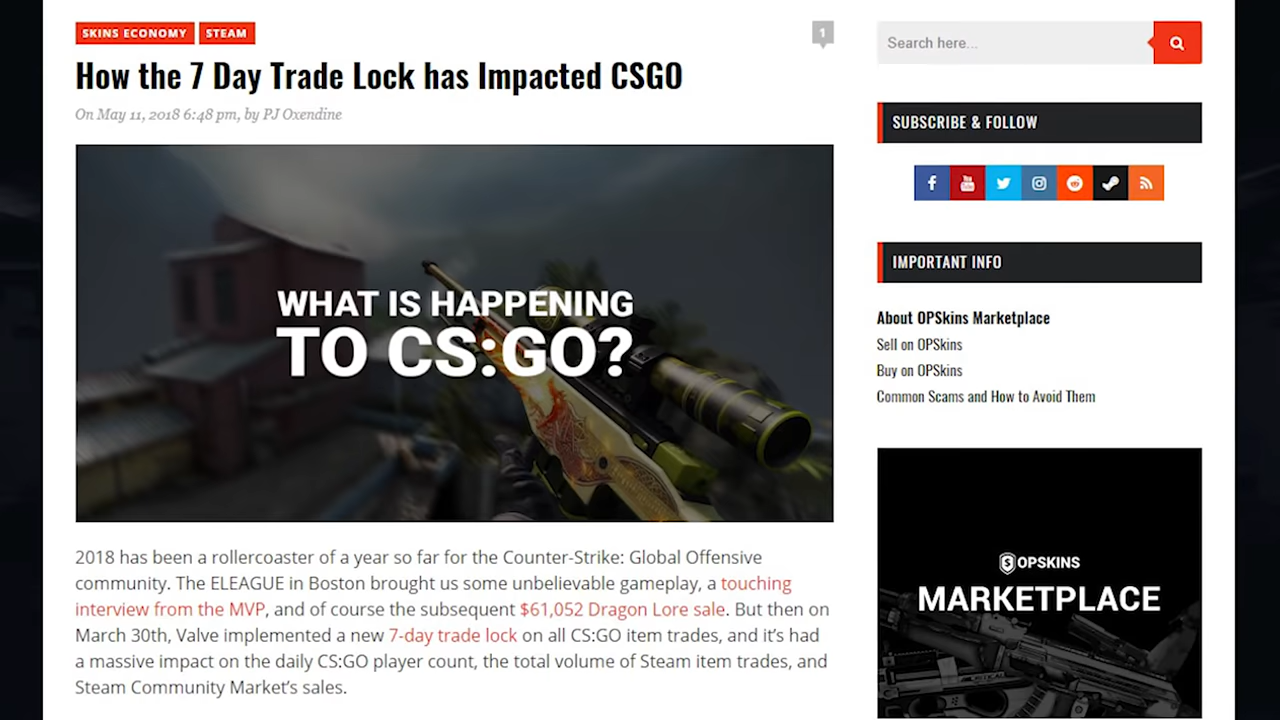 SKINS ECONOMY
STEAM
1
How the 7 Day Trade Lock has Impacted CSGO
On May 11, 2018 6:48 pm, by PJ Oxendine
WHAT IS HAPPENING
TO CS:GO?
2018 has been a rollercoaster of a year so far for the Counter-Strike: Global Offensive
community. The ELEAGUE in Boston brought us some unbelievable gameplay, a touching
interview from the MVP, and of course the subsequent $61,052 Dragon Lore sale. But then on
March 30th, Valve implemented a new 7-day trade lock on all CS:GO item trades, and it’s had
a massive impact on the daily CS:GO player count, the total volume of Steam item trades, and
Steam Community Market’s sales.
Search here...
SUBSCRIBE & FOLLOW
You Tube
IMPORTANT INFO
About OPSkins Marketplace
Sell on OPSkins
Buy on OPSkins
Common Scams and How to Avoid Them
OPSKINS
MARKETPLACE